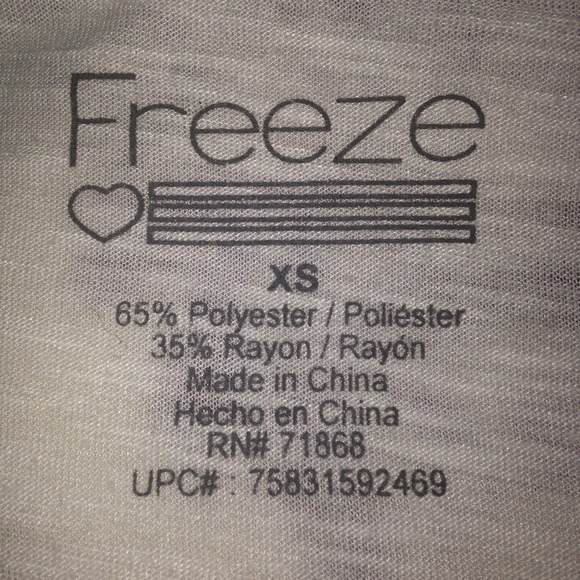 Freeze
XS
65% Polyester / Poliéster
35% Rayon / Rayón
Made in China
Hecho en China
RN# 71868
UPC# : 75831592469